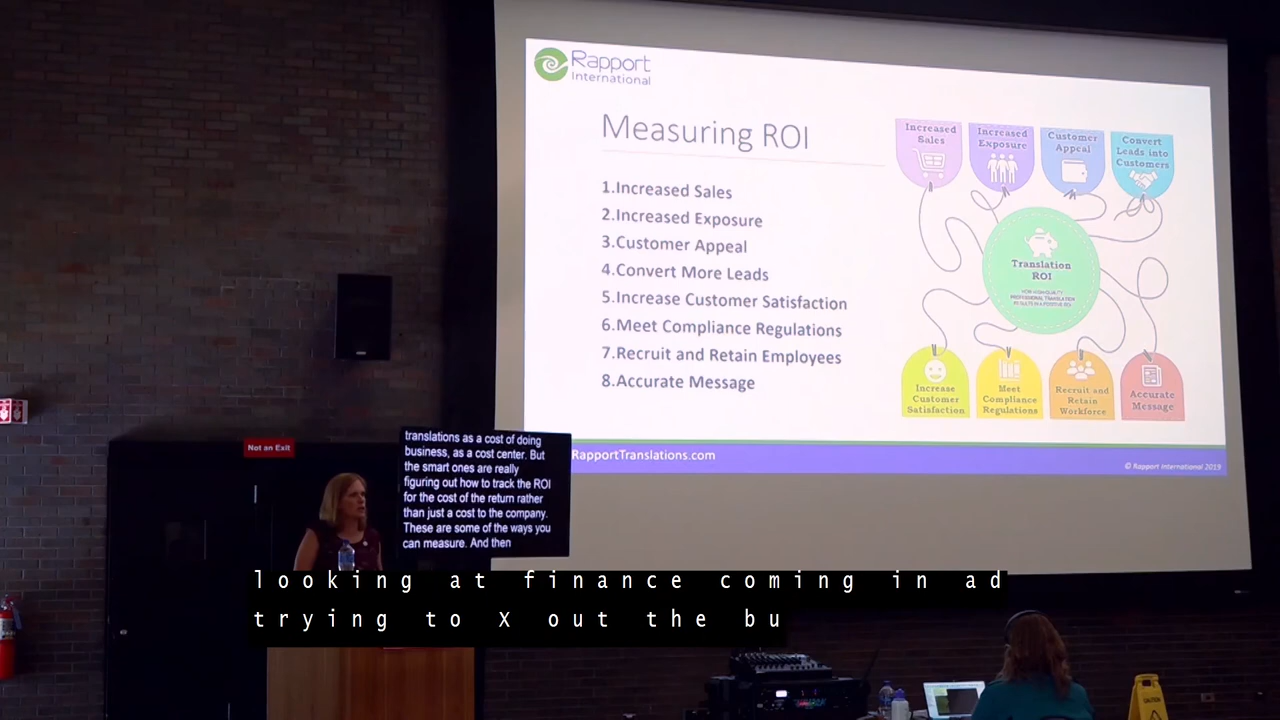 Rapport
International
Measuring ROI
1.Increased Sales
2.Increased Exposure
3.Customer Appeal
4.Convert More Leads
5.Increase Customer Satisfaction
6.Meet Compliance Regulations
7.Recruit and Retain Employees
8.Accurate Message
Increased
Sales
Increased
Exposure
Customer
Appeal
Convert
Leads into
Customers
Translation
ROI
PROFESSIONAL TRANSLATION
Increase
Customer
Satisfaction
Meet
Compliance
Regulations
Recruit and
Retain
Workforce
Accurate
Message
RapportTranslations.com
© Rapport International 2019
Not an Exit
translations as a cost of doing
business, as a cost center. But
the smart ones are really
figuring out how to track the ROI
for the cost of the return rather
than just a cost to the company.
These are some of the ways you
can measure. And then
looking at finance coming in ad
trying to X out the bu